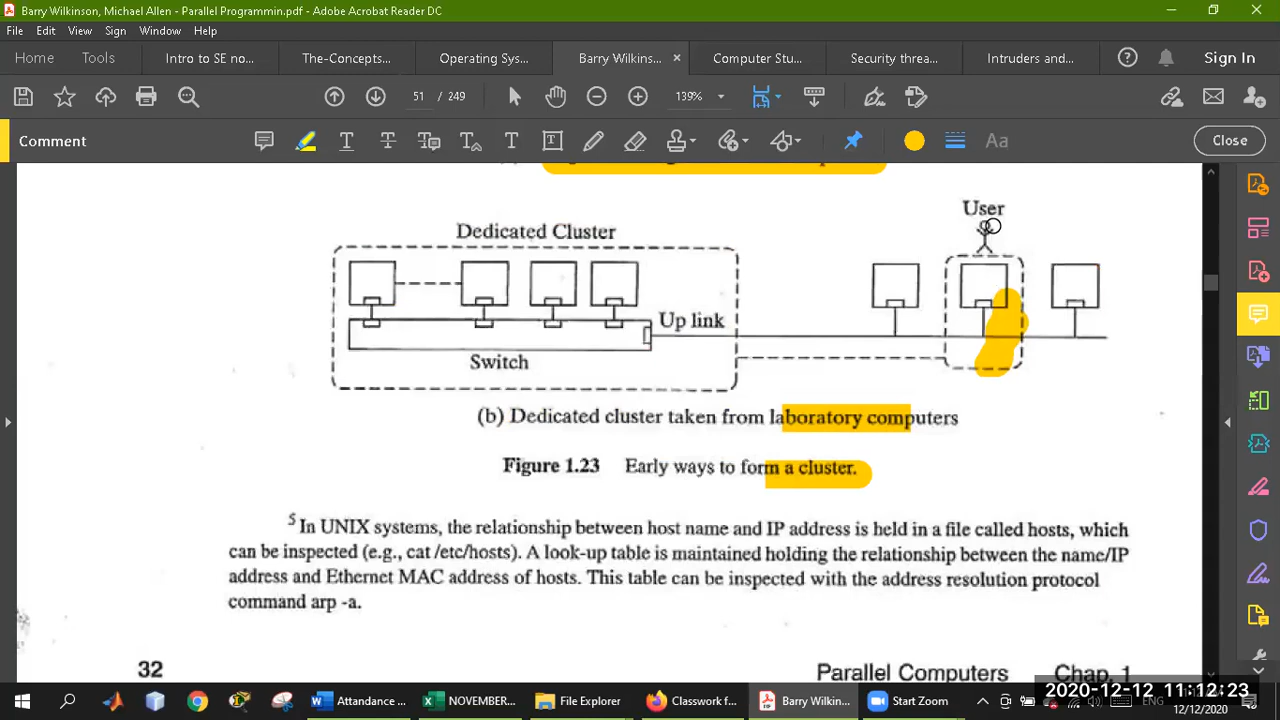 Barry Wilkinson, Michael Allen - Parallel Programmin.pdf - Adobe Acrobat Reader DC
File Edit View Sign Window Help
Home Tools Intro to SE no... The-Concepts... Operating Sys... Barry Wilkins... × Computer Stu... Security threa... Intruders and... Sign In
51 / 249 139%
Comment Aa Close
User
Dedicated Cluster
Up link
Switch
(b) Dedicated cluster taken from laboratory computers
Figure 1.23 Early ways to form a cluster.
5 In UNIX systems, the relationship between host name and IP address is held in a file called hosts, which
can be inspected (e.g., cat /etc/hosts). A look-up table is maintained holding the relationship between the name/IP
address and Ethernet MAC address of hosts. This table can be inspected with the address resolution protocol
command arp -a.
32 Parallel Computers Chap. 1
Attandance ... NOVEMBER... File Explorer Classwork f... Barry Wilkins... Start Zoom ENG
2020-12-12 11:12:23
12/12/2020